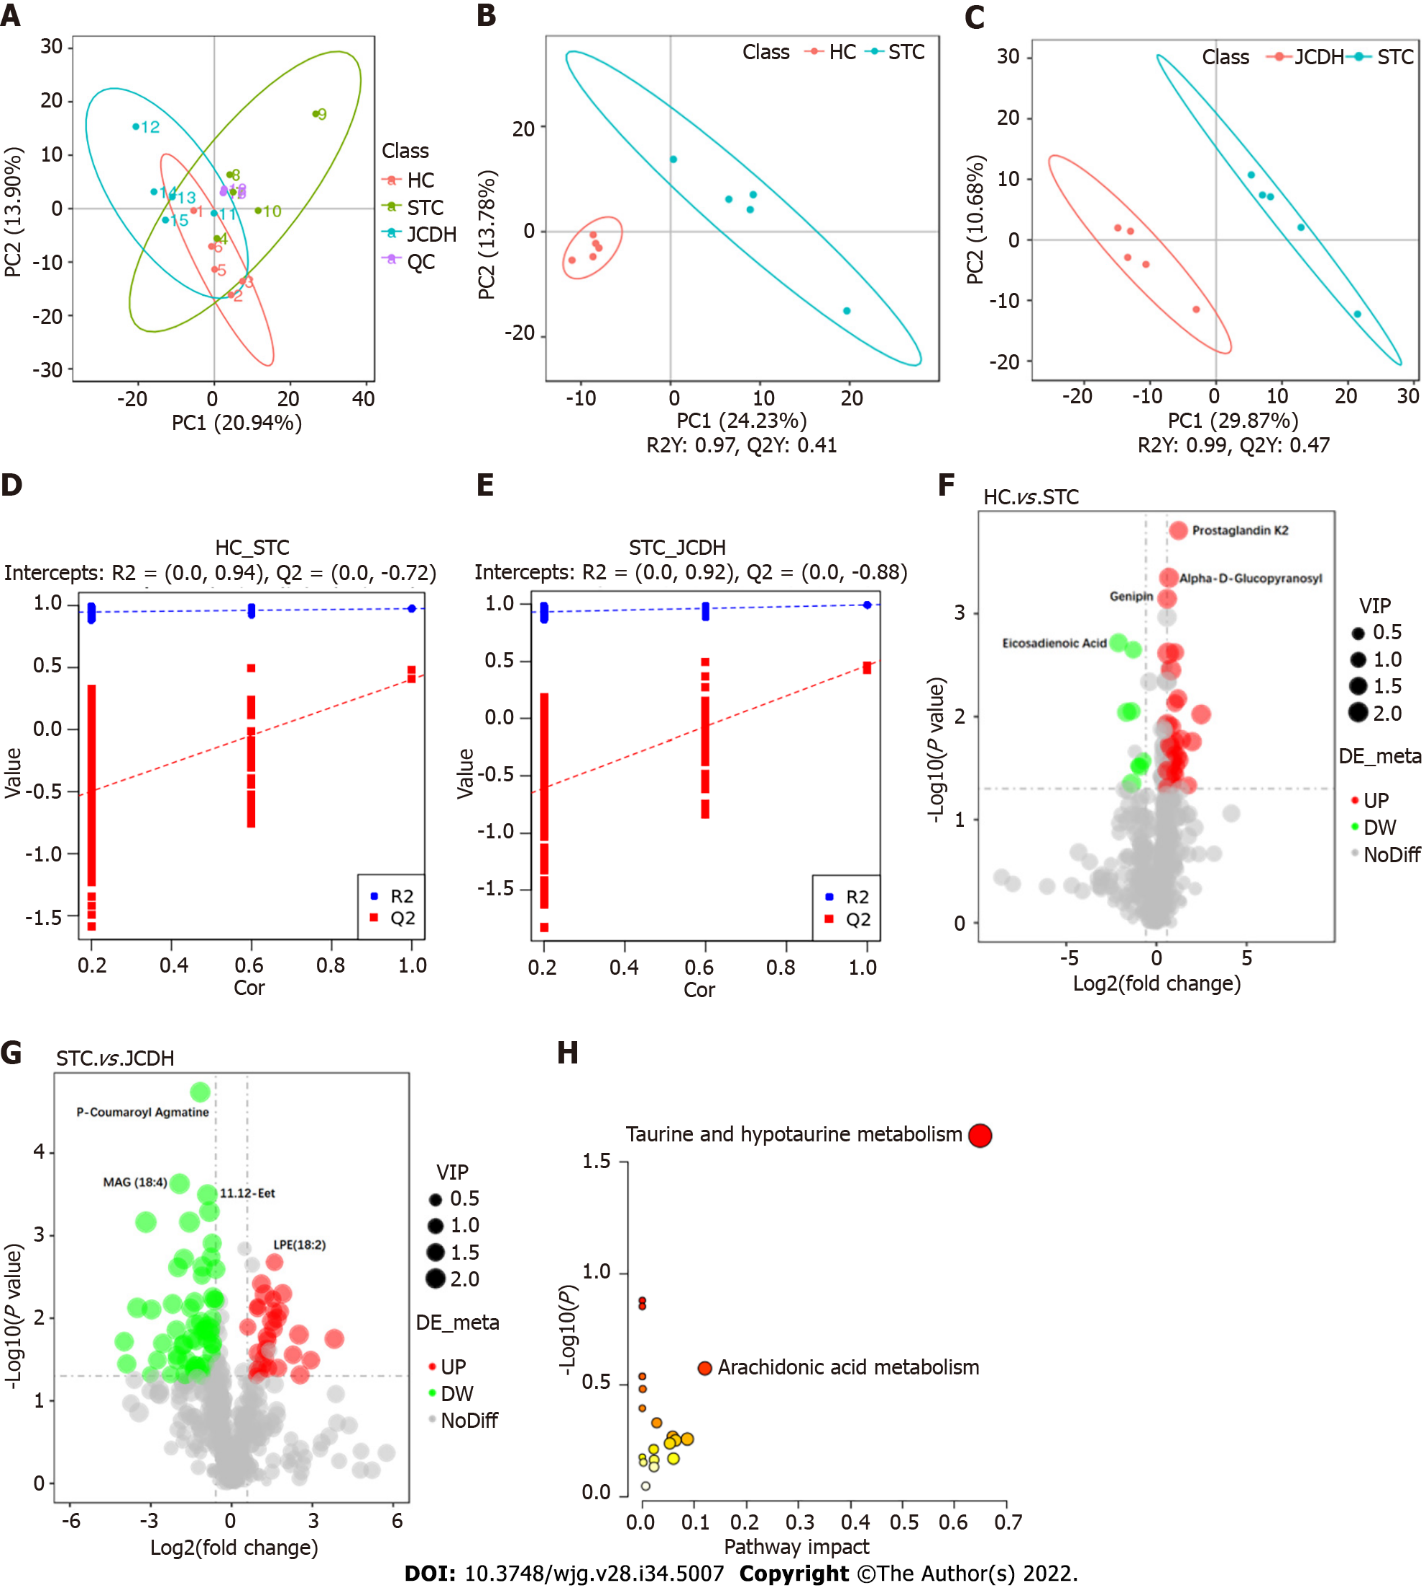 A
30
20
10
0
-10
-20
-30
PC2 (13.90%)
-20
0
20
40
PC1 (20.94%)
12
9
8
14
13
1
11
10
15
4
6
5
3
2
Class
HC
STC
JCDH
QC
B
Class HC STC
20
0
-20
PC2 (13.78%)
-10
0
10
20
PC1 (24.23%)
R2Y: 0.97, Q2Y: 0.41
C
Class JCDH STC
30
20
10
0
-10
-20
PC2 (10.68%)
-20
-10
0
10
20
30
PC1 (29.87%)
R2Y: 0.99, Q2Y: 0.47
D
HC_STC
Intercepts: R2 = (0.0, 0.94), Q2 = (0.0, -0.72)
1.0
0.5
0.0
-0.5
-1.0
-1.5
Value
R2
Q2
0.2
0.4
0.6
0.8
1.0
Cor
E
STC_JCDH
Intercepts: R2 = (0.0, 0.92), Q2 = (0.0, -0.88)
1.0
0.5
0.0
-0.5
-1.0
-1.5
Value
R2
Q2
0.2
0.4
0.6
0.8
1.0
Cor
F
HC.vs.STC
Prostaglandin K2
Alpha-D-Glucopyranosyl
Genipin
Eicosadienoic Acid
3
2
1
0
-Log10(P value)
-5
0
5
Log2(fold change)
VIP
0.5
1.0
1.5
2.0
DE_meta
UP
DW
NoDiff
G
STC.vs.JCDH
P-Coumaroyl Agmatine
MAG (18:4)
11.12-Eet
LPE(18:2)
4
3
2
1
0
-Log10(P value)
-6
-3
0
3
6
Log2(fold change)
VIP
0.5
1.0
1.5
2.0
DE_meta
UP
DW
NoDiff
H
Taurine and hypotaurine metabolism
Arachidonic acid metabolism
1.5
1.0
0.5
0.0
-Log10(P)
0.0
0.1
0.2
0.3
0.4
0.5
0.6
0.7
Pathway impact
DOI: 10.3748/wjg.v28.i34.5007 Copyright ©The Author(s) 2022.